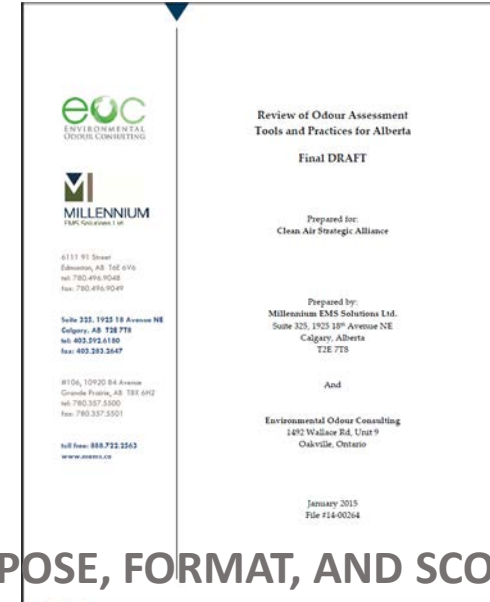 eoc
ENVIRONMENTAL
ODOUR CONSULTING
MILLENNIUM
EMS Solutions Ltd.
6111 91 Street
Edmonton, AB T6E 6V6
tel: 780.496.9048
fax: 780.496.9049
Suite 325, 1925 18 Avenue NE
Calgary, AB T2E 7T8
tel: 403.592.6180
fax: 403.283.2647
#106, 10920 84 Avenue
Grande Prairie, AB T8X 6H2
tel: 780.357.5500
fax: 780.357.5501
toll free: 888.722.2563
www.mems.ca
Review of Odour Assessment
Tools and Practices for Alberta
Final DRAFT
Prepared for:
Clean Air Strategic Alliance
Prepared by:
Millennium EMS Solutions Ltd.
Suite 325, 1925 18th Avenue NE
Calgary, Alberta
T2E 7T8
And
Environmental Odour Consulting
1492 Wallace Rd, Unit 9
Oakville, Ontario
January 2015
File #14-00264
POSE, FORMAT, AND SCO